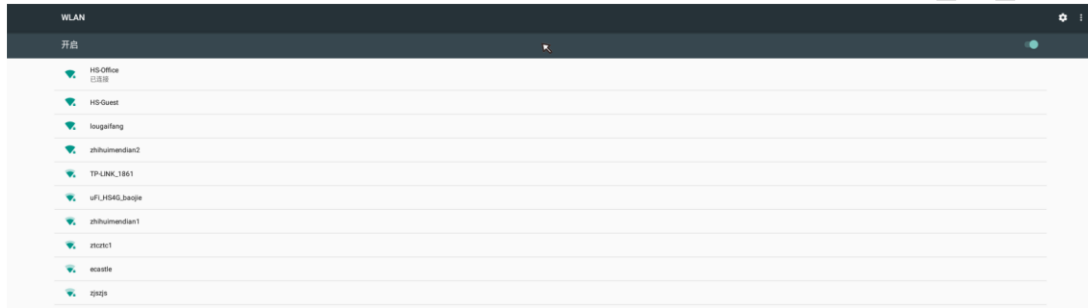 WLAN
开启
HS-Office
已连接
HS-Guest
lougaifang
zhihuimendian2
TP-LINK_1861
uFi_HS4G_baojie
zhihuimendian1
ztcztc1
ecastle
zjszjs